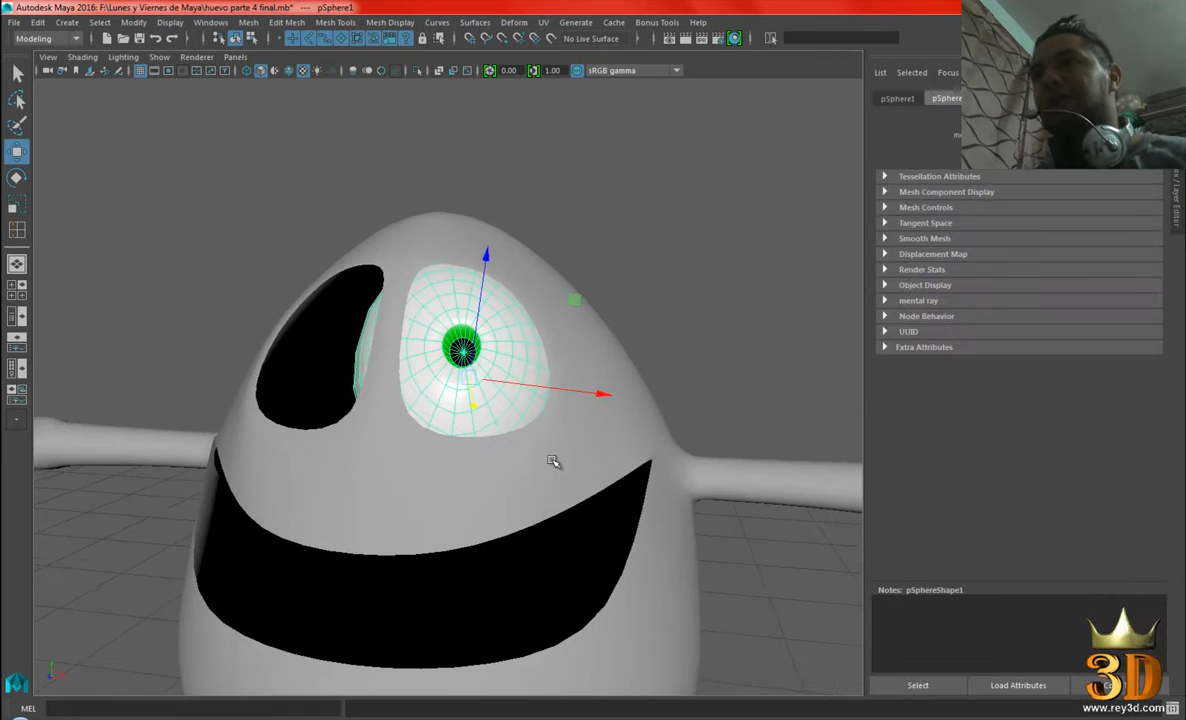 Autodesk Maya 2016: F:\Lunes y Viernes de Maya\huevo parte 4 final.mb* --- pSphere1
File Edit Create Select Modify Display Windows Mesh Edit Mesh Mesh Tools Mesh Display Curves Surfaces Deform UV Generate Cache Bonus Tools Help
Modeling No Live Surface
View Shading Lighting Show Renderer Panels
0.00 1.00 sRGB gamma
List Selected Focus
pSphere1 pSphere
Tessellation Attributes
Mesh Component Display
Mesh Controls
Tangent Space
Smooth Mesh
Displacement Map
Render Stats
Object Display
mental ray
Node Behavior
UUID
Extra Attributes
Notes: pSphereShape1
Select Load Attributes
3D
www.rey3d.com
MEL